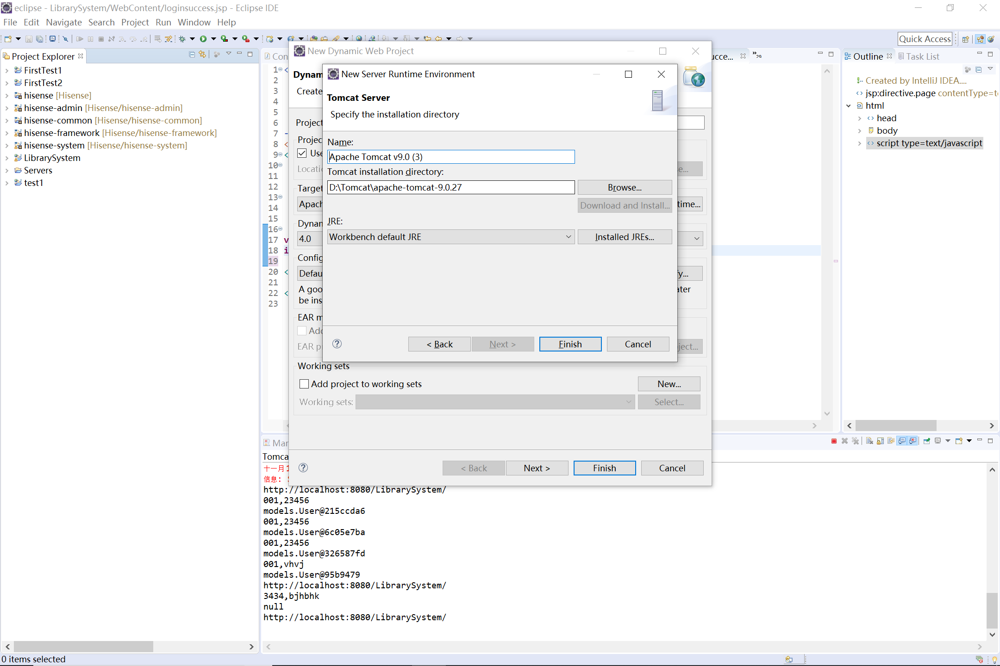 eclipse - LibrarySystem/WebContent/loginsuccess.jsp - Eclipse IDE
File Edit Navigate Search Project Run Window Help
Quick Access
Project Explorer
FirstTest1
FirstTest2
hisense [Hisense]
hisense-admin [Hisense/hisense-admin]
hisense-common [Hisense/hisense-common]
hisense-framework [Hisense/hisense-framework]
hisense-system [Hisense/hisense-system]
LibrarySystem
Servers
test1
0 items selected
Con
ucce...
»29
1
2
3
4
5
6
7 -
8 <
9 <
10
11
12
13
14
15
16
17 v
18 i
19
20 <
21
22 <
23
New Dynamic Web Project
Dynam
Create
Project
Projec
Use
Locatio
se...
Target
Apach
time...
Dynam
4.0
Config
Defau
fy...
A goo
ater
be ins
EAR m
Add
EAR p
ject...
Working sets
Add project to working sets
New...
Working sets:
Select...
< Back
Next >
Finish
Cancel
New Server Runtime Environment
Tomcat Server
Specify the installation directory
Name:
Apache Tomcat v9.0 (3)
Tomcat installation directory:
D:\Tomcat\apache-tomcat-9.0.27
Browse...
Download and Install...
JRE:
Workbench default JRE
Installed JREs...
< Back
Next >
Finish
Cancel
Outline
Task List
Created by IntelliJ IDEA....
jsp:directive.page contentType=te
html
head
body
script type=text/javascript
Mar
Tomca
十一月 1
信息:
http://localhost:8080/LibrarySystem/
001,23456
models.User@215ccda6
001,23456
models.User@6c05e7ba
001,23456
models.User@326587fd
001,vhvj
models.User@95b9479
http://localhost:8080/LibrarySystem/
3434,bjhbhk
null
http://localhost:8080/LibrarySystem/